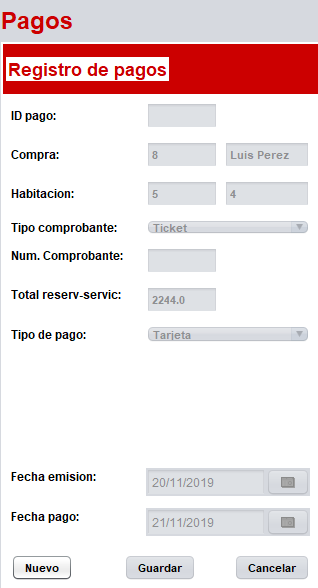 Pagos
Registro de pagos
ID pago:
Compra: 8 Luis Perez
Habitacion: 5 4
Tipo comprobante: Ticket
Num. Comprobante:
Total reserv-servic: 2244.0
Tipo de pago: Tarjeta
Fecha emision: 20/11/2019
Fecha pago: 21/11/2019
Nuevo Guardar Cancelar